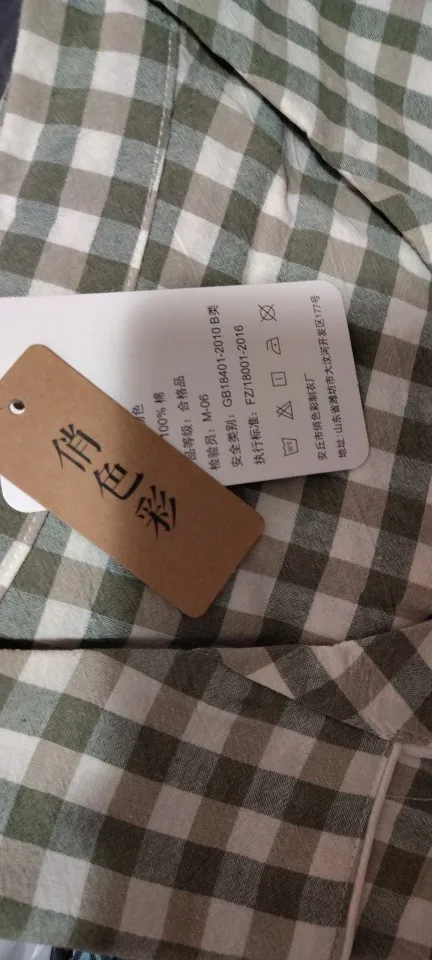 俏色彩
色
100% 棉
品等级：合格品
检验员：M-06
安全类别：GB18401-2010 B类
执行标准：FZ/18001-2016
安丘市俏色彩制衣厂
地址：山东省潍坊市大汶河开发区177号